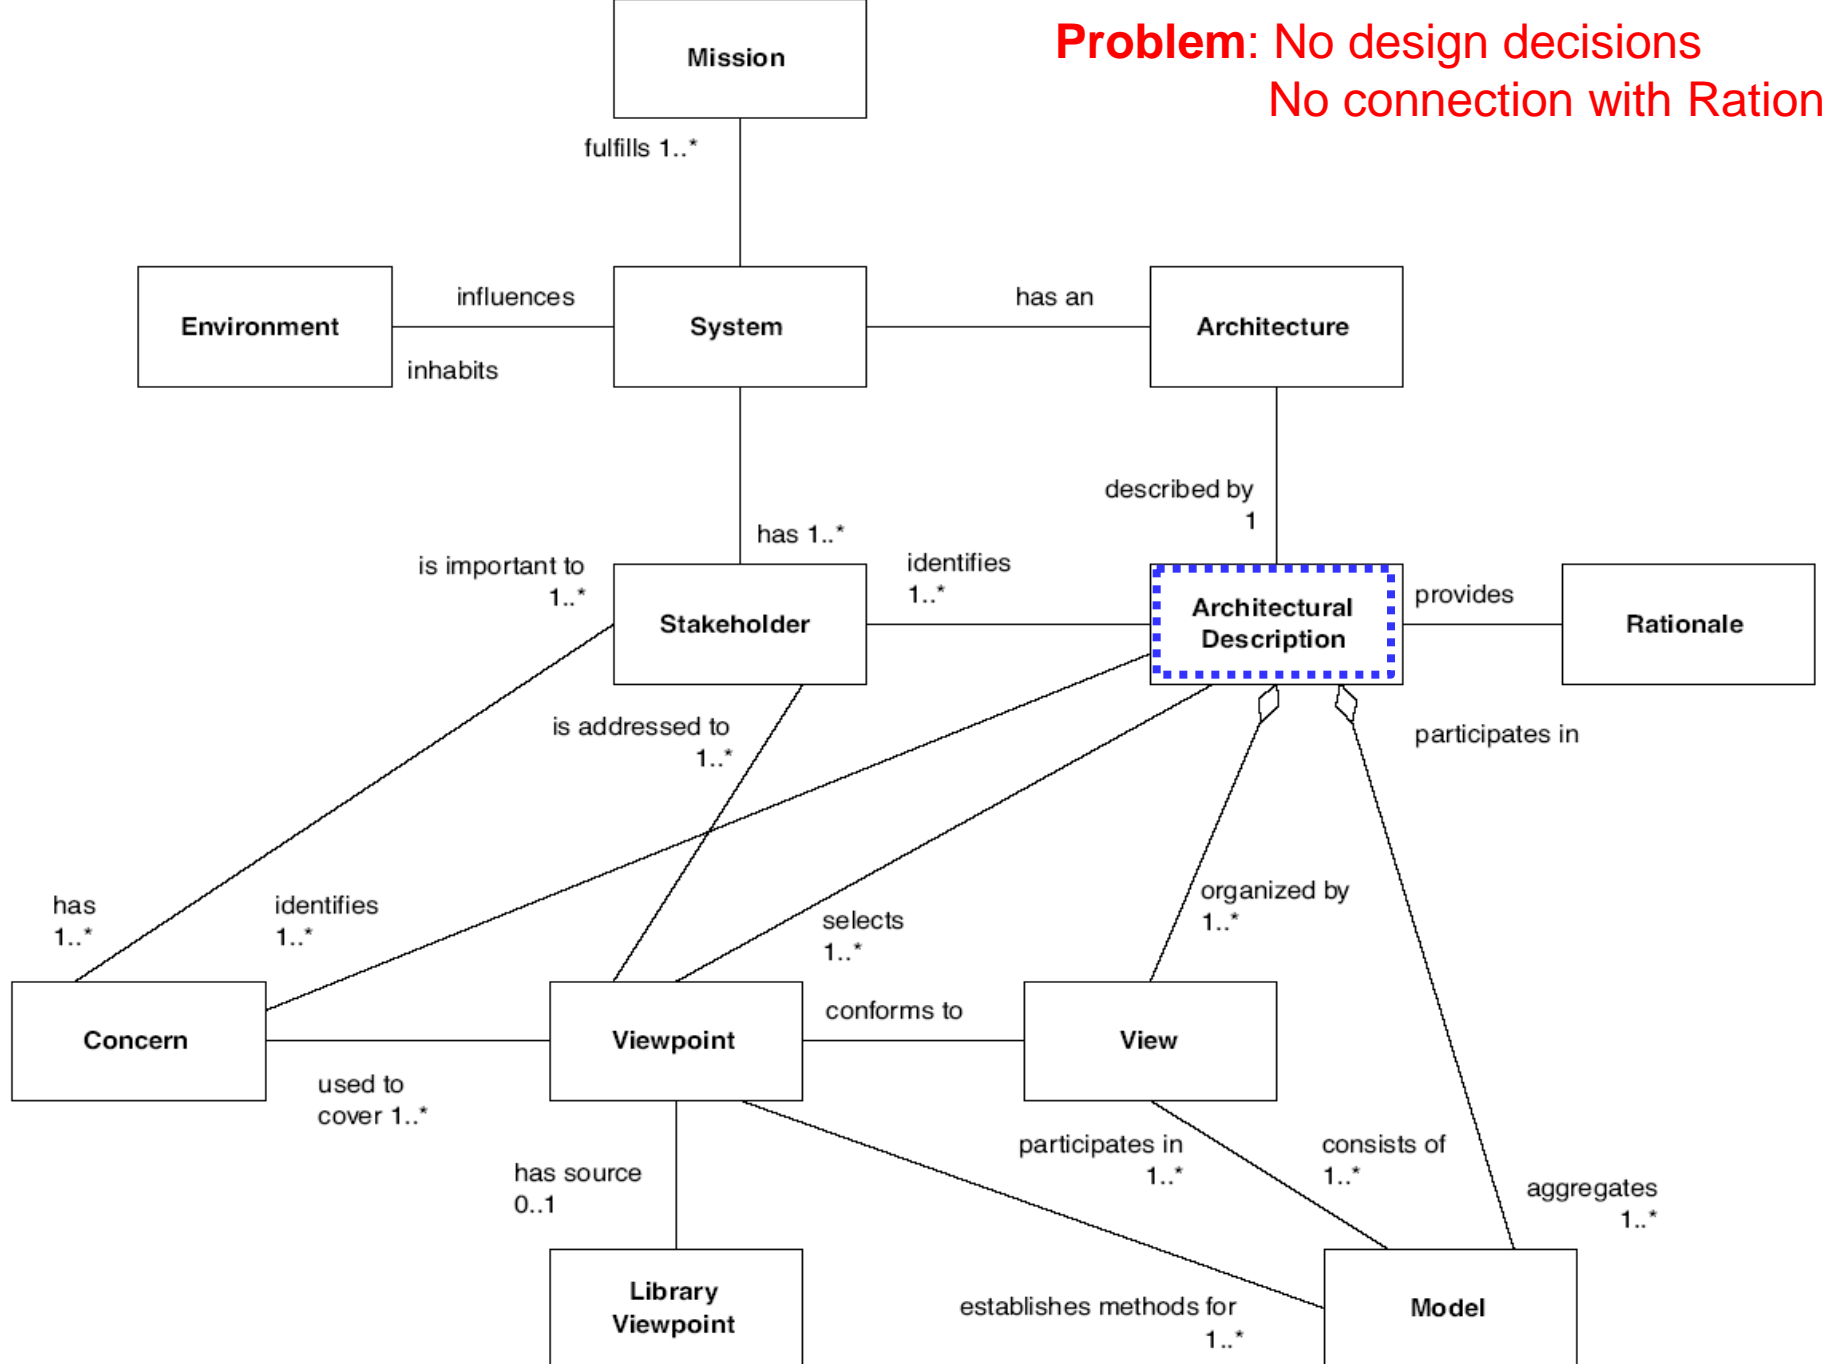 Problem: No design decisions
No connection with Ration
Mission
fulfills 1..*
influences
has an
Environment
System
Architecture
inhabits
described by
1
has 1..*
is important to
1..*
identifies
1..*
Architectural
Description
provides
Stakeholder
Rationale
is addressed to
1..*
participates in
has
1..*
identifies
1..*
selects
1..*
organized by
1..*
conforms to
Concern
Viewpoint
View
used to
cover 1..*
participates in
1..*
consists of
1..*
has source
0..1
aggregates
1..*
Library
Viewpoint
establishes methods for
1..*
Model